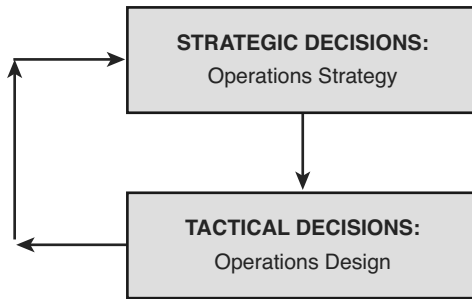 STRATEGIC DECISIONS:
Operations Strategy
TACTICAL DECISIONS:
Operations Design